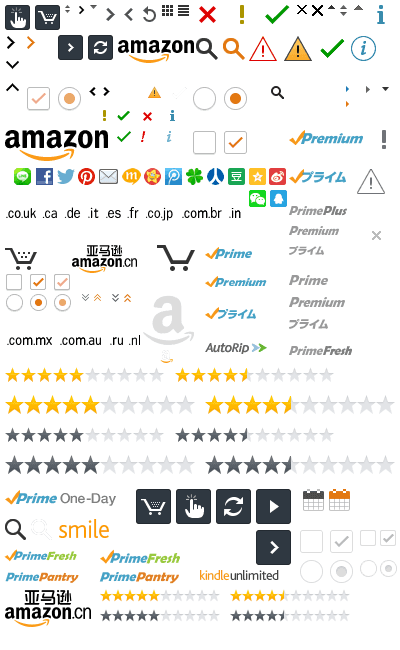 amazon
amazon
Premium
プライム
.co.uk .ca .de .it .es .fr .co.jp .com.br .in
PrimePlus
Premium
プライム
亚马逊
amazon.cn
Prime
Premium
プライム
Prime
Premium
プライム
a
.com.mx .com.au .ru .nl
AutoRip
PrimeFresh
Prime One-Day
smile
PrimeFresh
PrimeFresh
PrimePantry
PrimePantry
kindleunlimited
亚马逊
amazon.cn